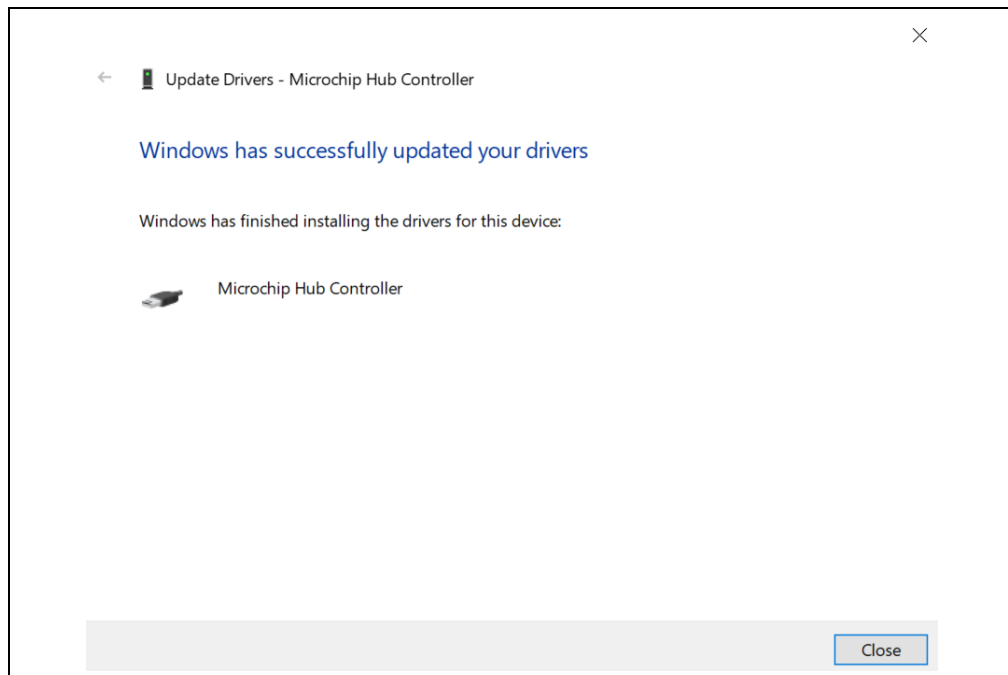 Update Drivers - Microchip Hub Controller
Windows has successfully updated your drivers
Windows has finished installing the drivers for this device:
Microchip Hub Controller
Close